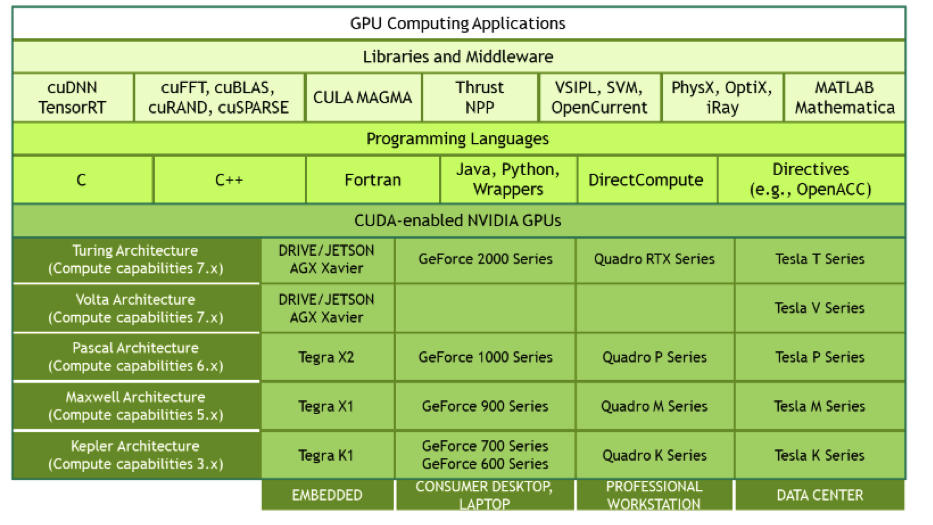 GPU Computing Applications
Libraries and Middleware
cuDNN
TensorRT
cuFFT, cuBLAS,
cuRAND, cuSPARSE
CULA MAGMA
Thrust
NPP
VSIPL, SVM,
OpenCurrent
PhysX, OptiX,
iRay
MATLAB
Mathematica
Programming Languages
C
C++
Fortran
Java, Python,
Wrappers
DirectCompute
Directives
(e.g., OpenACC)
CUDA-enabled NVIDIA GPUs
Turing Architecture
(Compute capabilities 7.x)
DRIVE/JETSON
AGX Xavier
GeForce 2000 Series
Quadro RTX Series
Tesla T Series
Volta Architecture
(Compute capabilities 7.x)
DRIVE/JETSON
AGX Xavier
Tesla V Series
Pascal Architecture
(Compute capabilities 6.x)
Tegra X2
GeForce 1000 Series
Quadro P Series
Tesla P Series
Maxwell Architecture
(Compute capabilities 5.x)
Tegra X1
GeForce 900 Series
Quadro M Series
Tesla M Series
Kepler Architecture
(Compute capabilities 3.x)
Tegra K1
GeForce 700 Series
GeForce 600 Series
Quadro K Series
Tesla K Series
EMBEDDED
CONSUMER DESKTOP,
LAPTOP
PROFESSIONAL
WORKSTATION
DATA CENTER